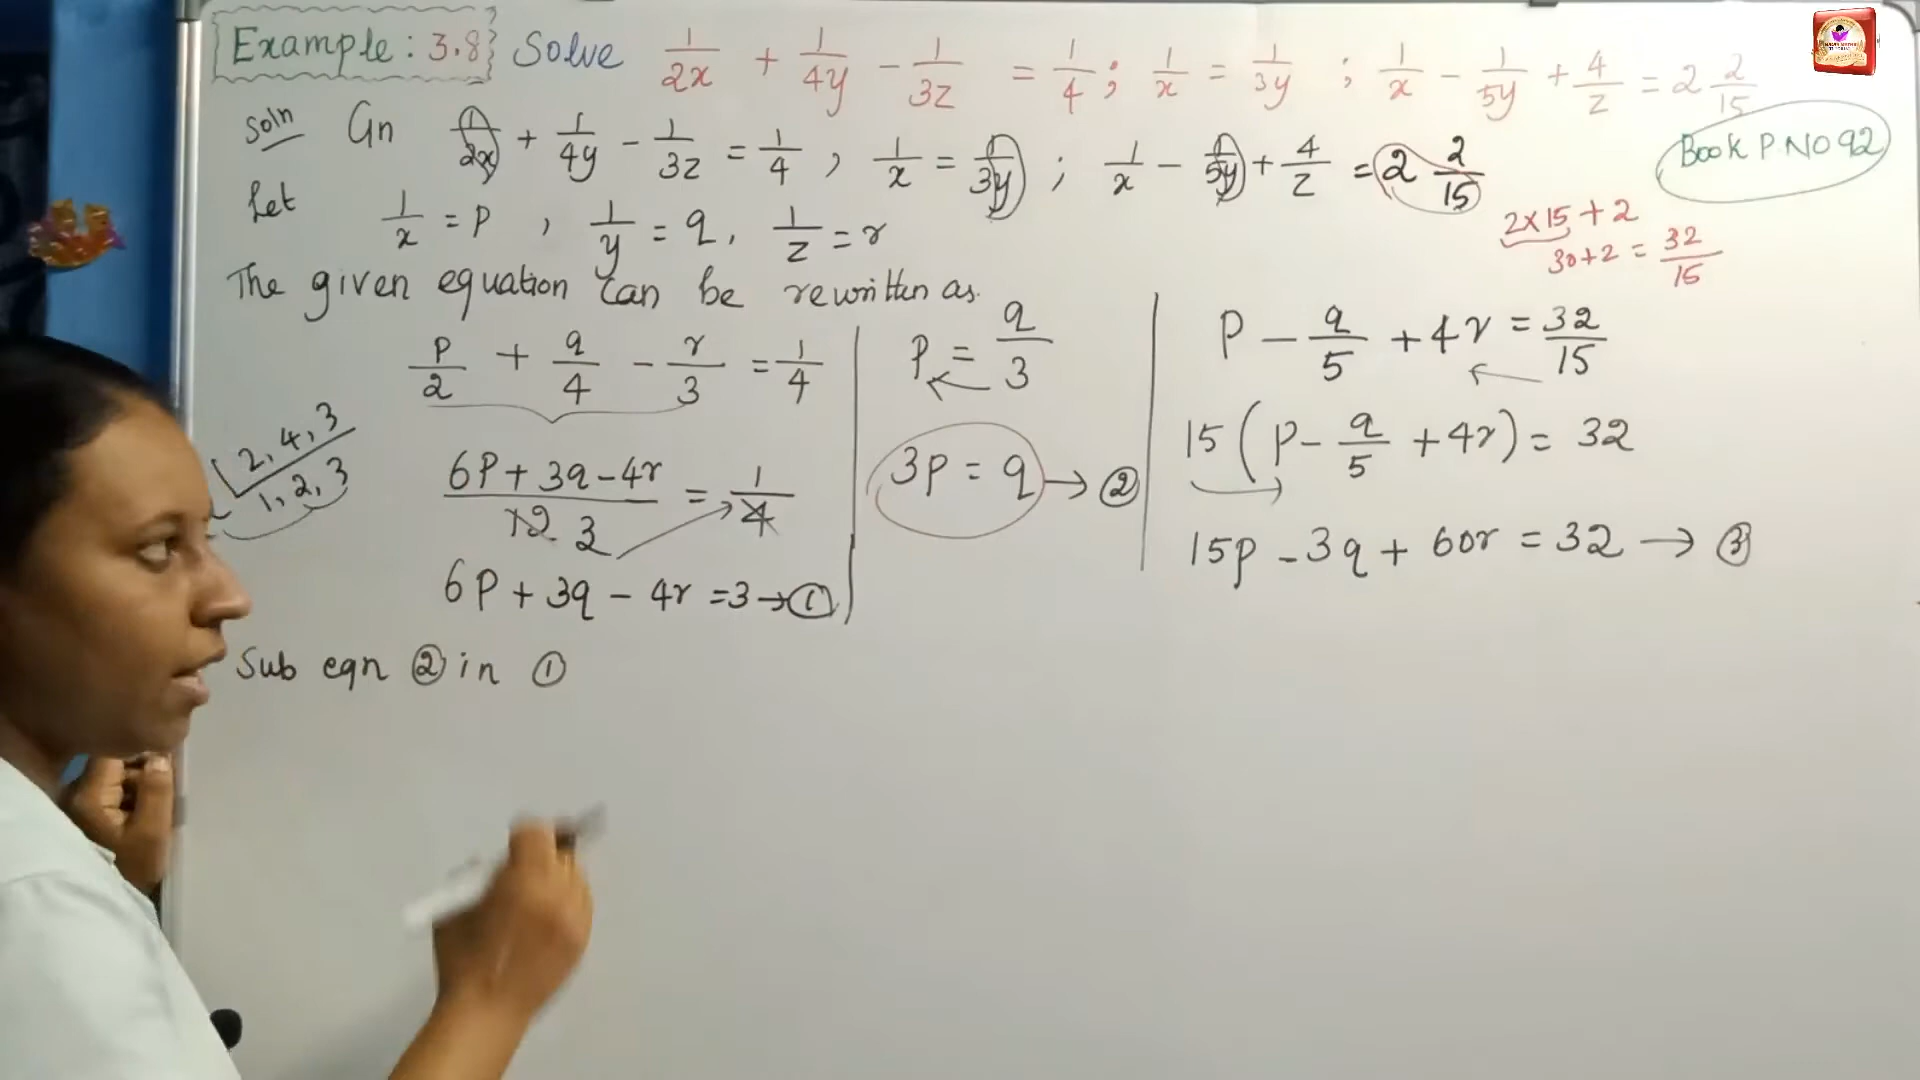 Example: 3.8 Solve 1/2x + 1/4y - 1/3z = 1/4 ; 1/x = 1/3y ; 1/x - 1/5y + 4/z = 2 2/15
Soln Gn 1/2x + 1/4y - 1/3z = 1/4 , 1/x = 1/3y ; 1/x - 1/5y + 4/z = 2 2/15
Book P.NO 92
Let 1/x = p , 1/y = q , 1/z = r
2x15 + 2
30+2 = 32/15
The given equation can be rewritten as.
p/2 + q/4 - r/3 = 1/4
2, 4, 3
1, 2, 3
6p + 3q - 4r / 12 3 = 1/4
6p + 3q - 4r = 3 → ①
p = q/3
3p = q → ②
p - q/5 + 4r = 32/15
15 (p - q/5 + 4r) = 32
15p - 3q + 60r = 32 → ③
Sub eqn ② in ①